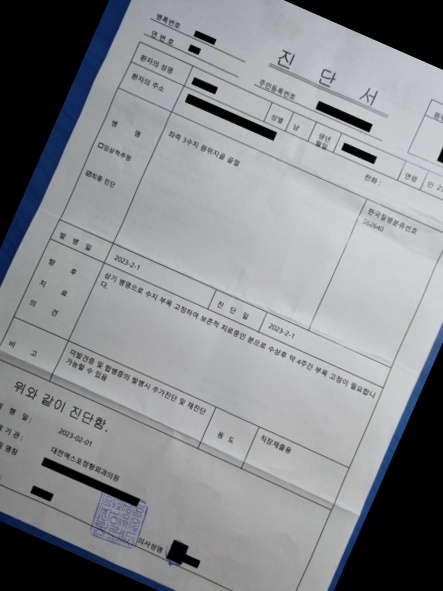 병록번호
연 번 호
진 단 서
주민등록번호
환자의 성명
환자의 주소
성별 남 생년월일 연령
전화 :
병 명
좌측 3수지 원위지골 골절
한국질병분류번호
S62640
□임상적추정
☑최종 진단
발 병 일 2023-2-1 진 단 일 2023-2-1
향 후 치 료 의 견
상기 병명으로 수지 부목 고정하여 보존적 치료중인 분으로 수상후 약 4주간 부목 고정이 필요합니
다.
비 고
미발견증 및 합병증의 발생시 추가진단 및 재진단
가능할 수 있음
용 도 직장제출용
위와 같이 진단함.
행 일 : 2023-02-01
기 관 : 대전엑스포정형외과의원
명칭
의사성명